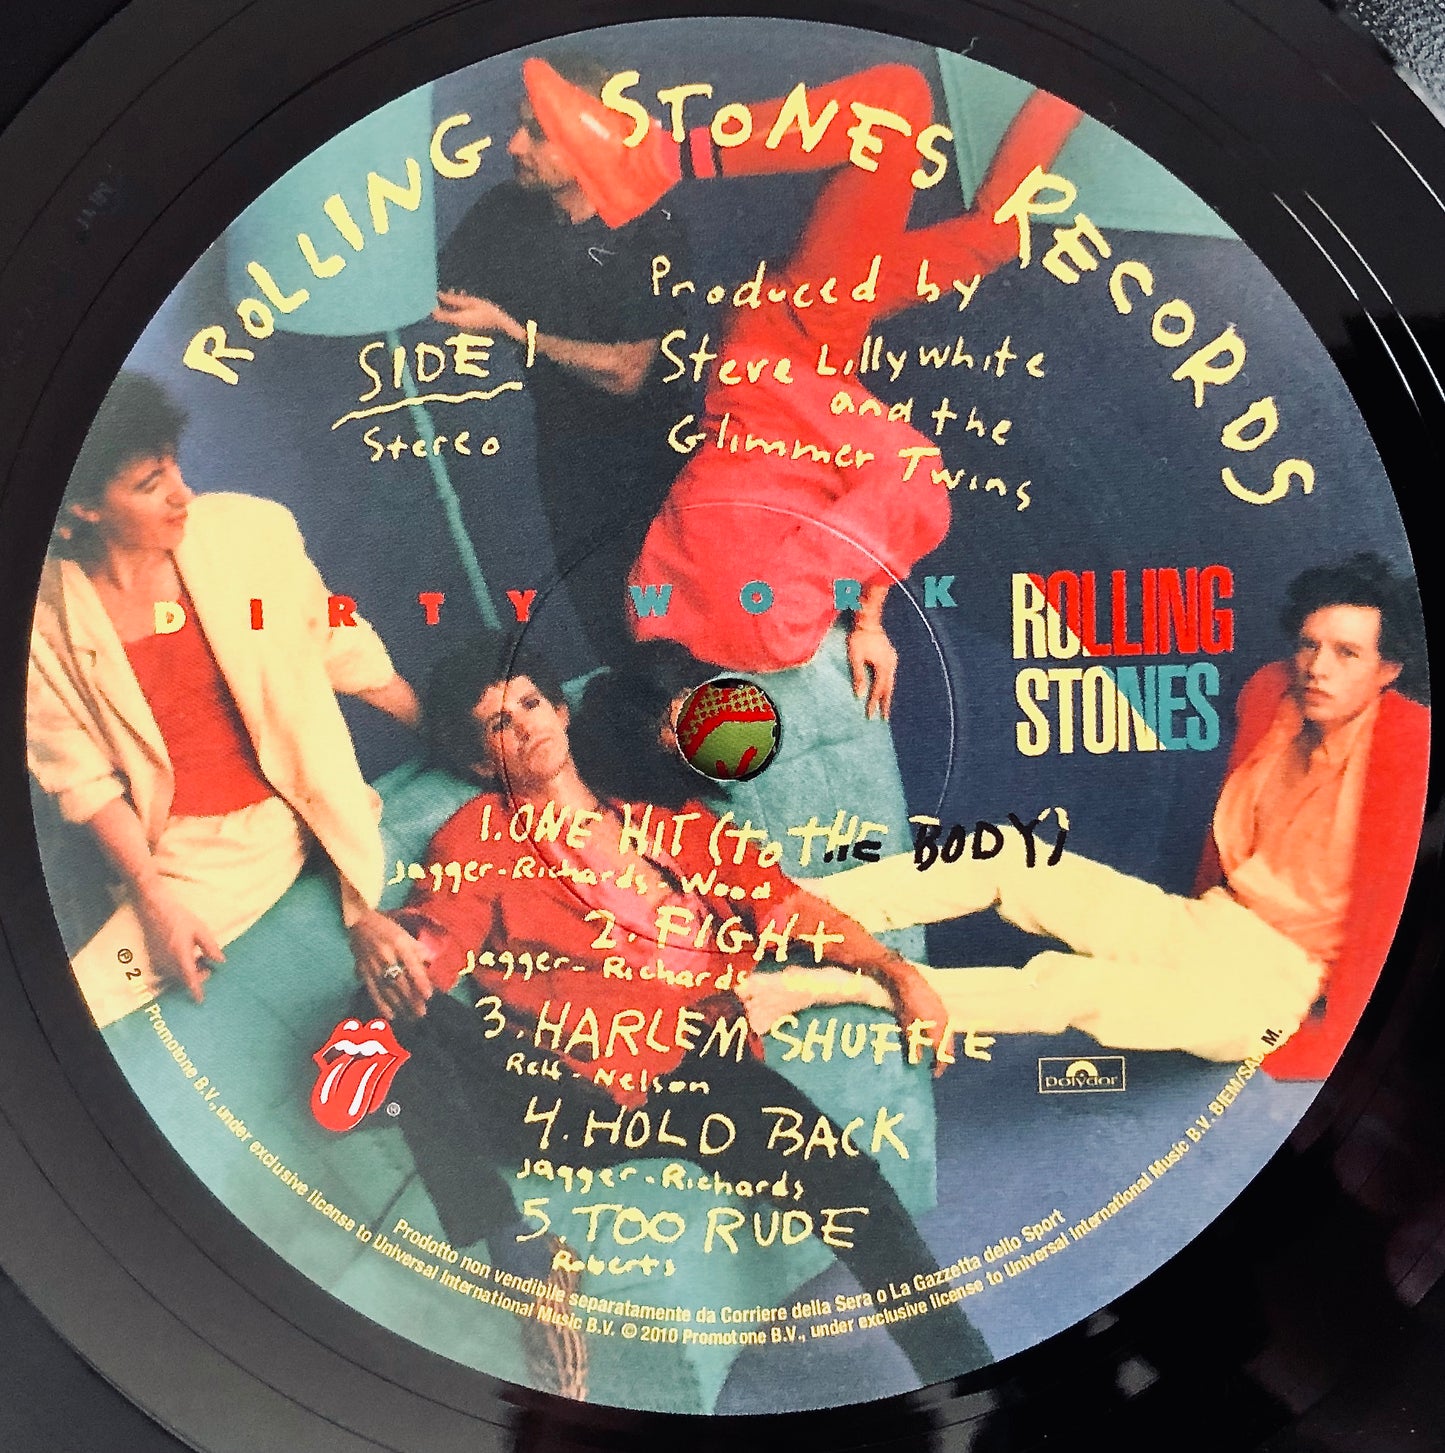 ROLLING STONES RECORDS
SIDE 1
Stereo
Produced by
Steve Lillywhite
and the
Glimmer Twins
DIRTY WORK
ROLLING
STONES
1. ONE HIT (To THE BODY)
Jagger-Richards-Wood
2. FIGHT
Jagger-Richards-Wood
3. HARLEM SHUFFLE
Relf-Nelson
4. HOLD BACK
Jagger-Richards
5. TOO RUDE
Roberts
®
polydor
Prodotto non vendibile separatamente da Corriere della Sera o La Gazzetta dello Sport
Promotone B.V., under exclusive license to Universal International Music B.V. © 2010 Promotone B.V., under exclusive license to Universal International Music B.V.